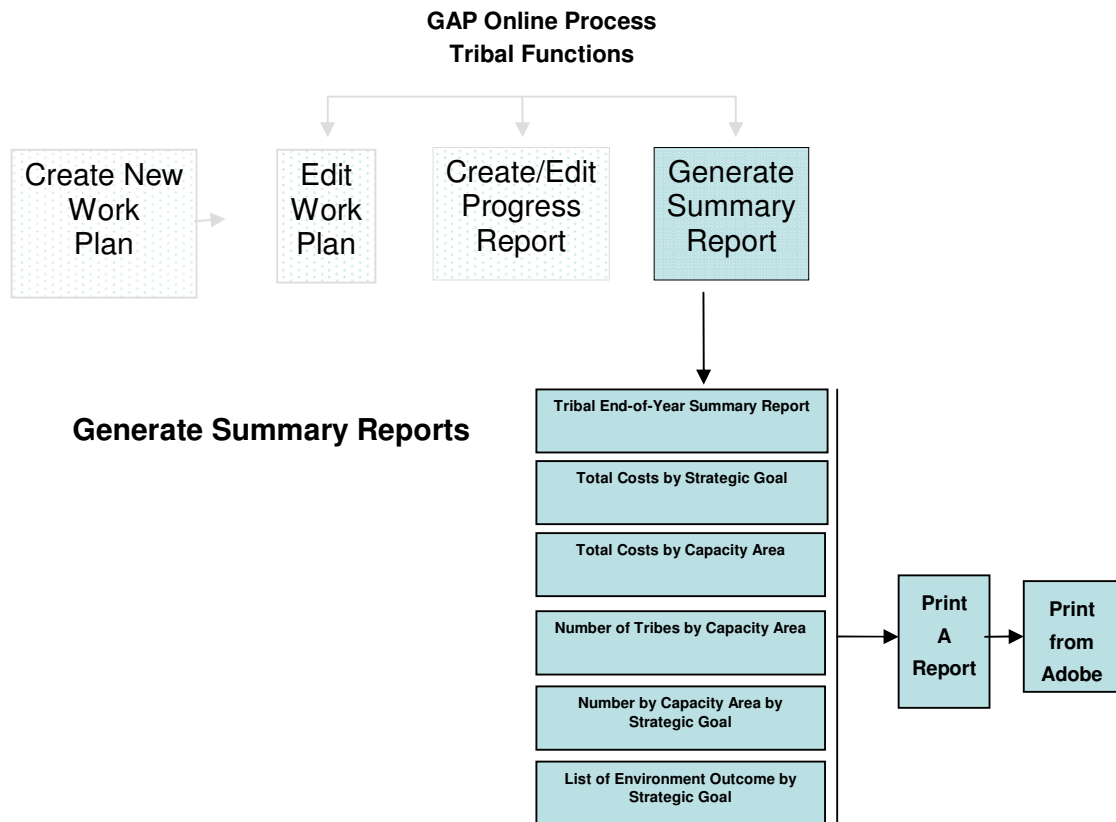 GAP Online Process
Tribal Functions
Create New
Work
Plan
Edit
Work
Plan
Create/Edit
Progress
Report
Generate
Summary
Report
Generate Summary Reports
Tribal End-of-Year Summary Report
Total Costs by Strategic Goal
Total Costs by Capacity Area
Number of Tribes by Capacity Area
Number by Capacity Area by
Strategic Goal
List of Environment Outcome by
Strategic Goal
Print
A
Report
Print
from
Adobe